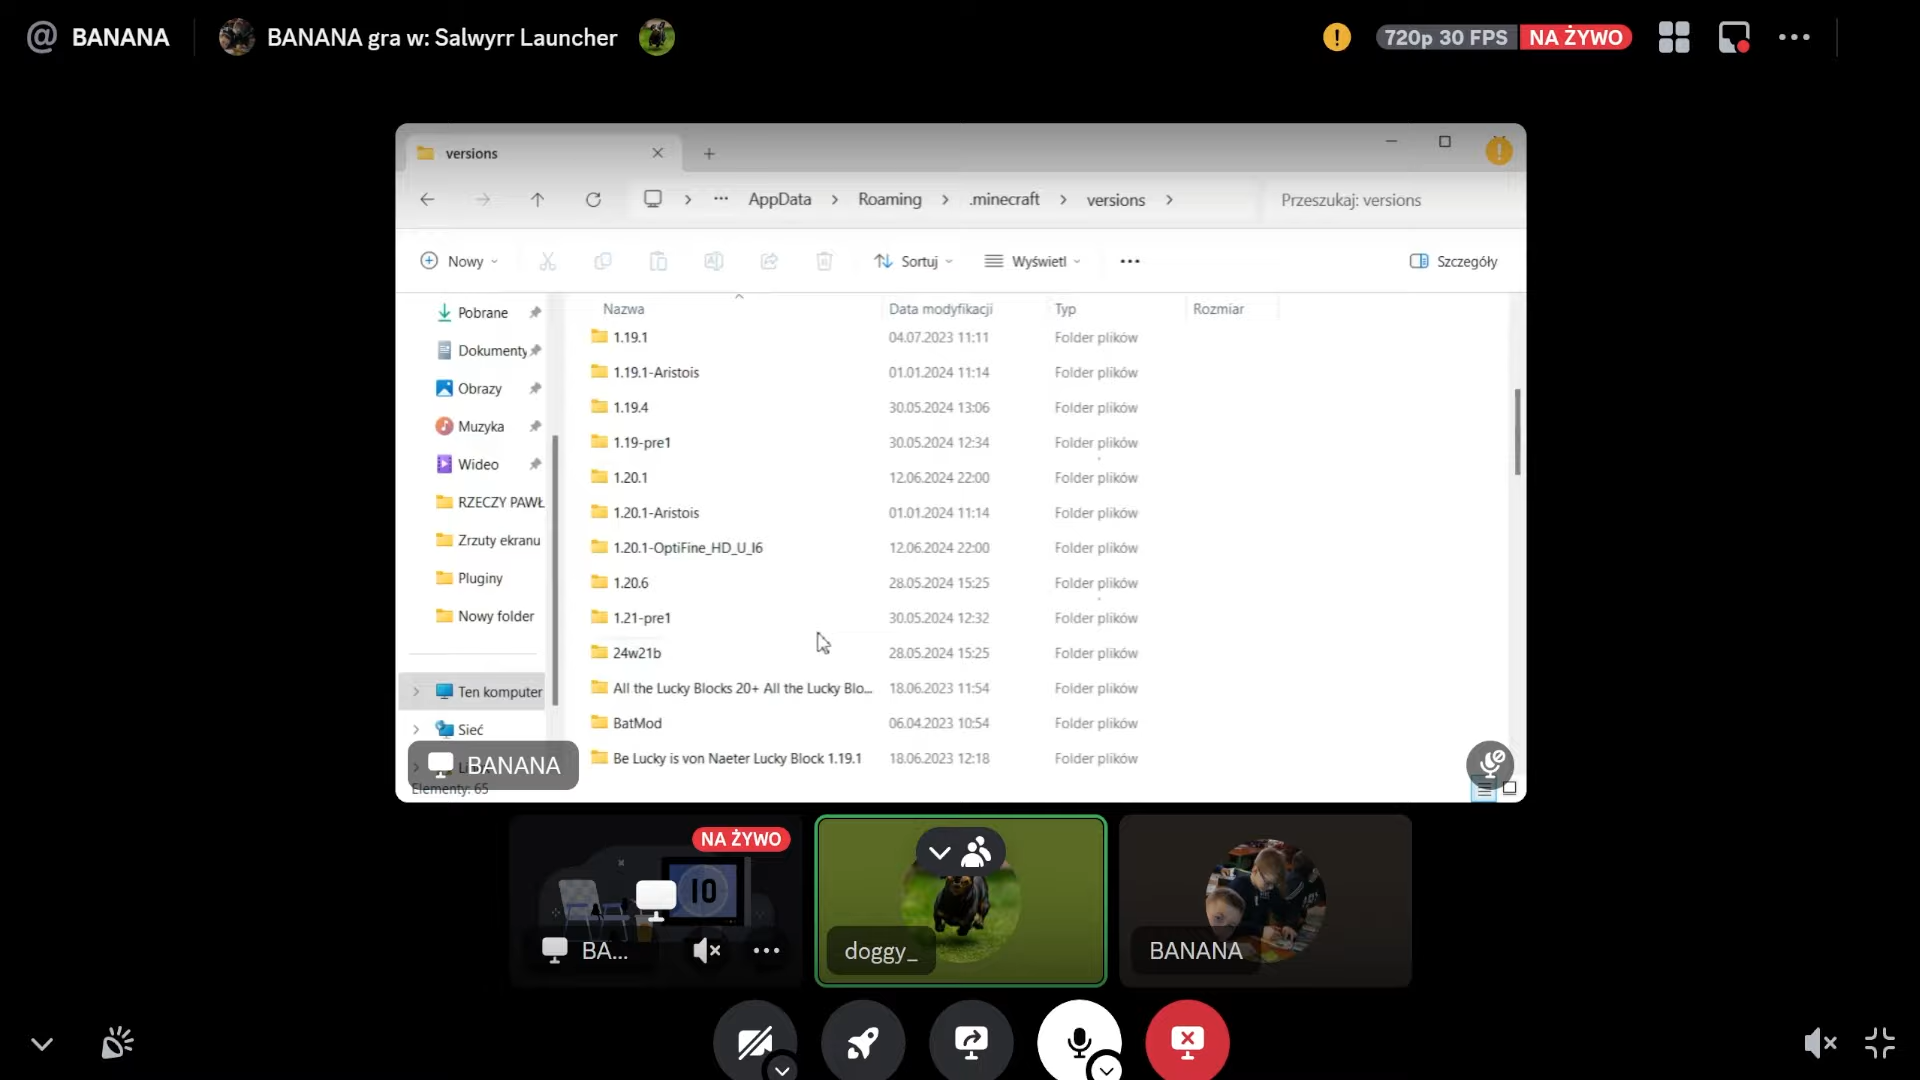 BANANA
BANANA gra w: Salwyrr Launcher
720p 30 FPS NA ŻYWO
versions
AppData > Roaming > .minecraft > versions >
Przeszukaj: versions
Nowy
Sortuj
Wyświetl
Szczegóły
Pobrane
Dokumenty
Obrazy
Muzyka
Wideo
RZECZY PAWŁ
Zrzuty ekranu
Pluginy
Nowy folder
Ten komputer
Sieć
Elementy: 65
Nazwa Data modyfikacji Typ Rozmiar
1.19.1 04.07.2023 11:11 Folder plików
1.19.1-Aristois 01.01.2024 11:14 Folder plików
1.19.4 30.05.2024 13:06 Folder plików
1.19-pre1 30.05.2024 12:34 Folder plików
1.20.1 12.06.2024 22:00 Folder plików
1.20.1-Aristois 01.01.2024 11:14 Folder plików
1.20.1-OptiFine_HD_U_I6 12.06.2024 22:00 Folder plików
1.20.6 28.05.2024 15:25 Folder plików
1.21-pre1 30.05.2024 12:32 Folder plików
24w21b 28.05.2024 15:25 Folder plików
All the Lucky Blocks 20+ All the Lucky Blo... 18.06.2023 11:54 Folder plików
BatMod 06.04.2023 10:54 Folder plików
Be Lucky is von Naeter Lucky Block 1.19.1 18.06.2023 12:18 Folder plików
BANANA
NA ŻYWO
10
BA...
doggy_
BANANA